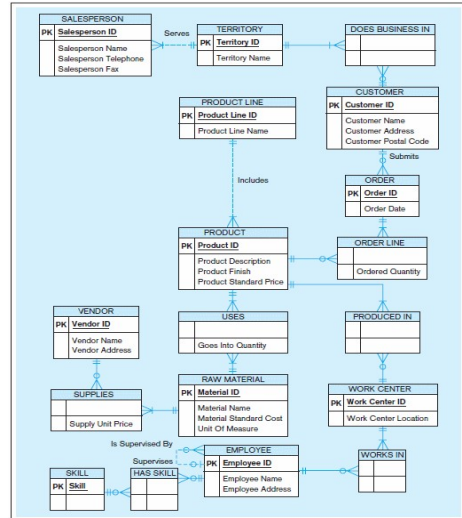 SALESPERSON
PK Salesperson ID
Salesperson Name
Salesperson Telephone
Salesperson Fax
Serves
TERRITORY
PK Territory ID
Territory Name
DOES BUSINESS IN
CUSTOMER
PK Customer ID
Customer Name
Customer Address
Customer Postal Code
Submits
PRODUCT LINE
PK Product Line ID
Product Line Name
Includes
ORDER
PK Order ID
Order Date
PRODUCT
PK Product ID
Product Description
Product Finish
Product Standard Price
ORDER LINE
Ordered Quantity
VENDOR
PK Vendor ID
Vendor Name
Vendor Address
USES
Goes Into Quantity
PRODUCED IN
SUPPLIES
Supply Unit Price
RAW MATERIAL
PK Material ID
Material Name
Material Standard Cost
Unit Of Measure
WORK CENTER
PK Work Center ID
Work Center Location
Is Supervised By
Supervises
EMPLOYEE
PK Employee ID
Employee Name
Employee Address
WORKS IN
SKILL
PK Skill
HAS SKILL